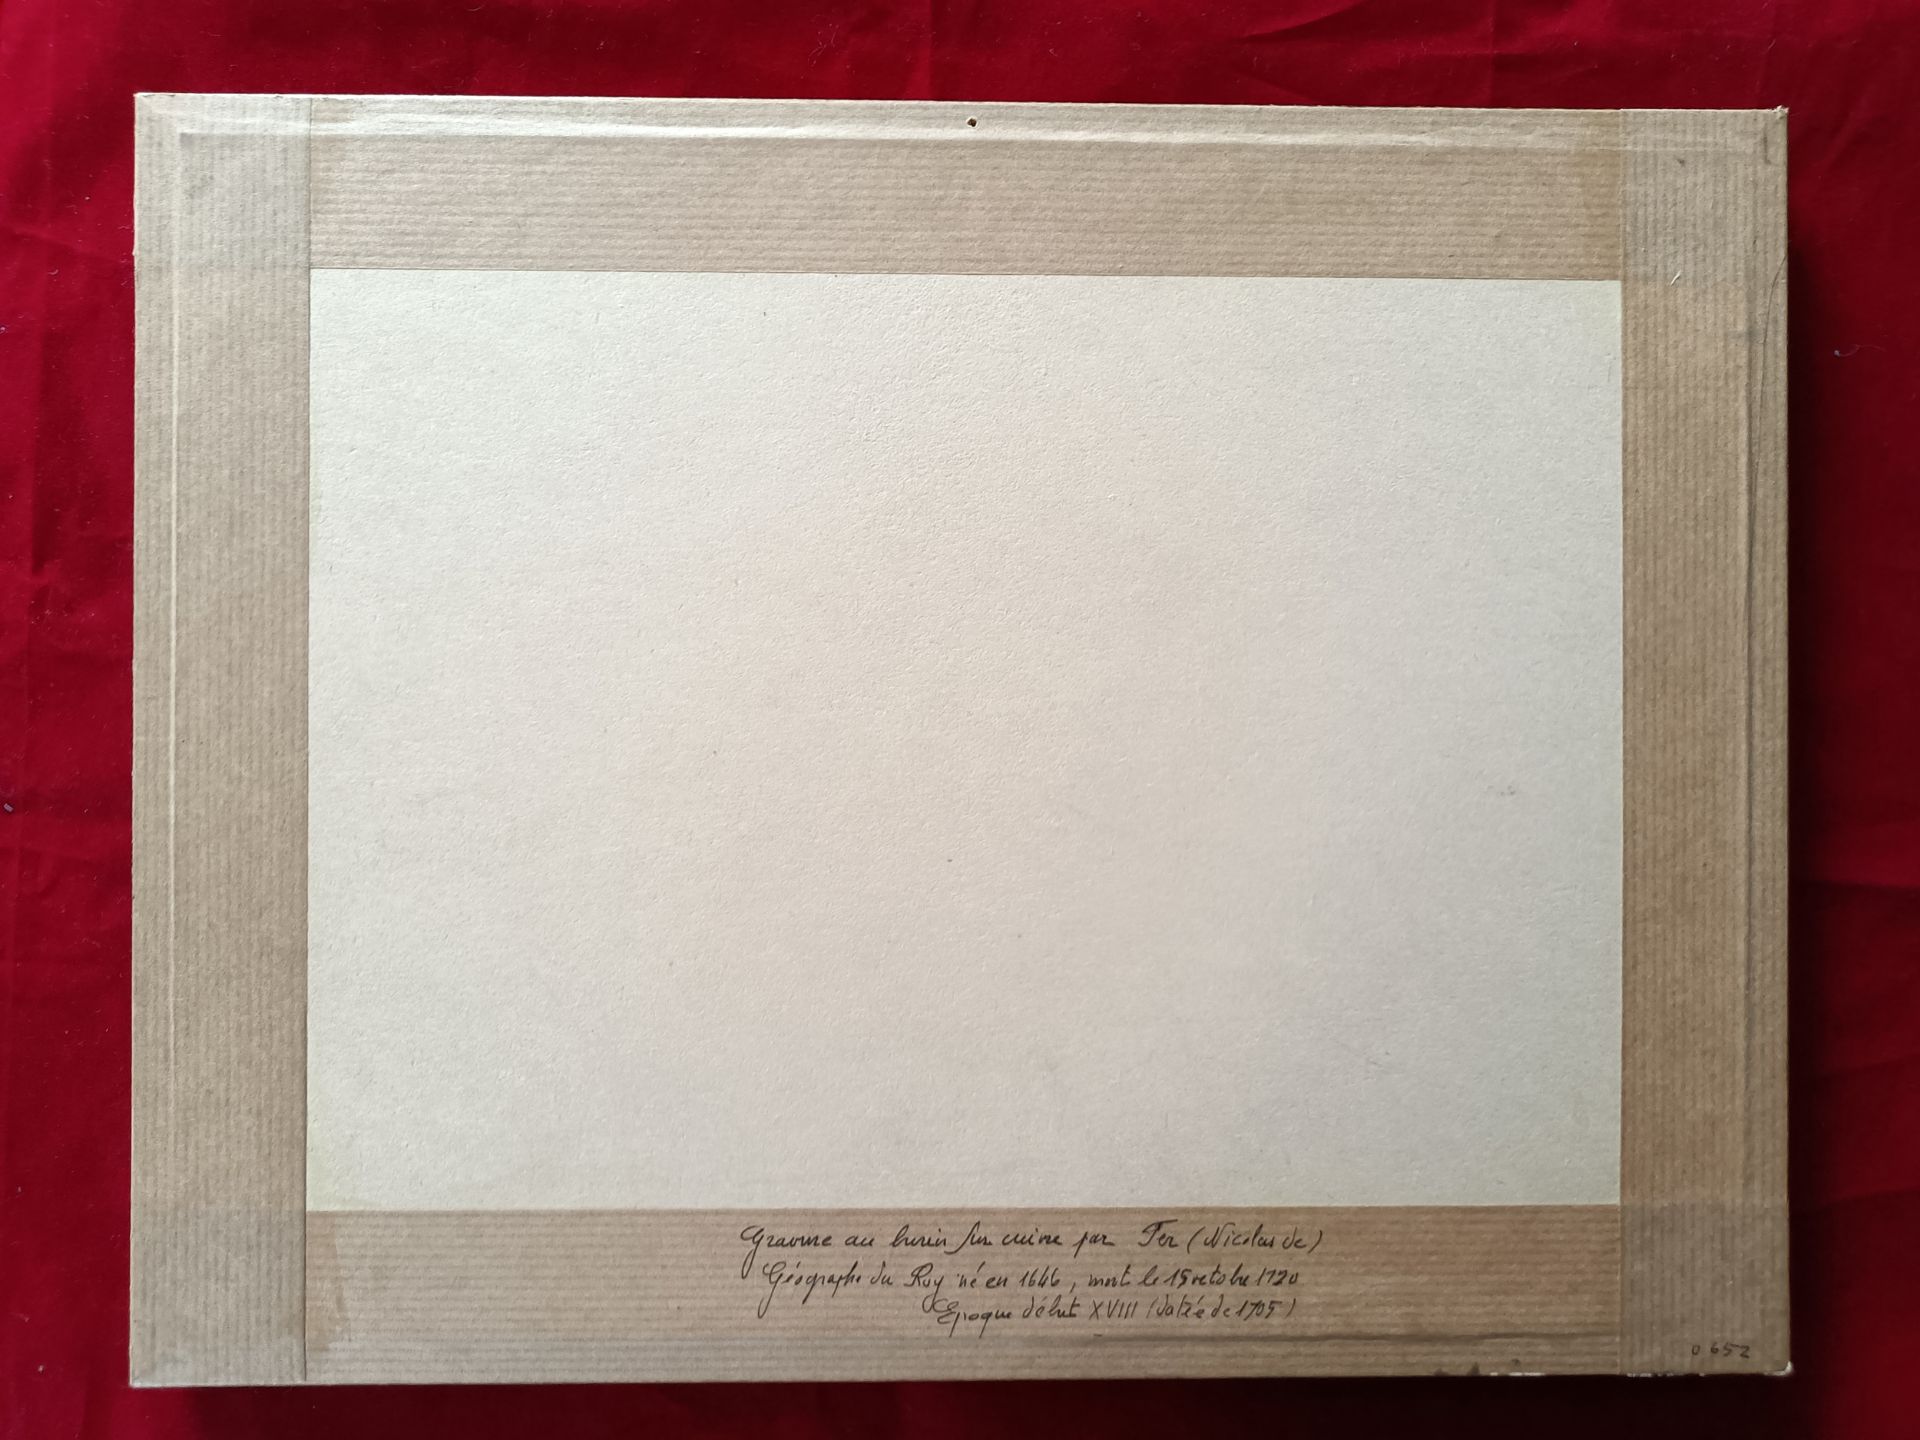 Gravure au burin sur cuivre par Fer (Nicolas de)
Géographe du Roy né en 1646, mort le 15 octobre 1720
Epoque début XVIII (datée de 1705)
0652